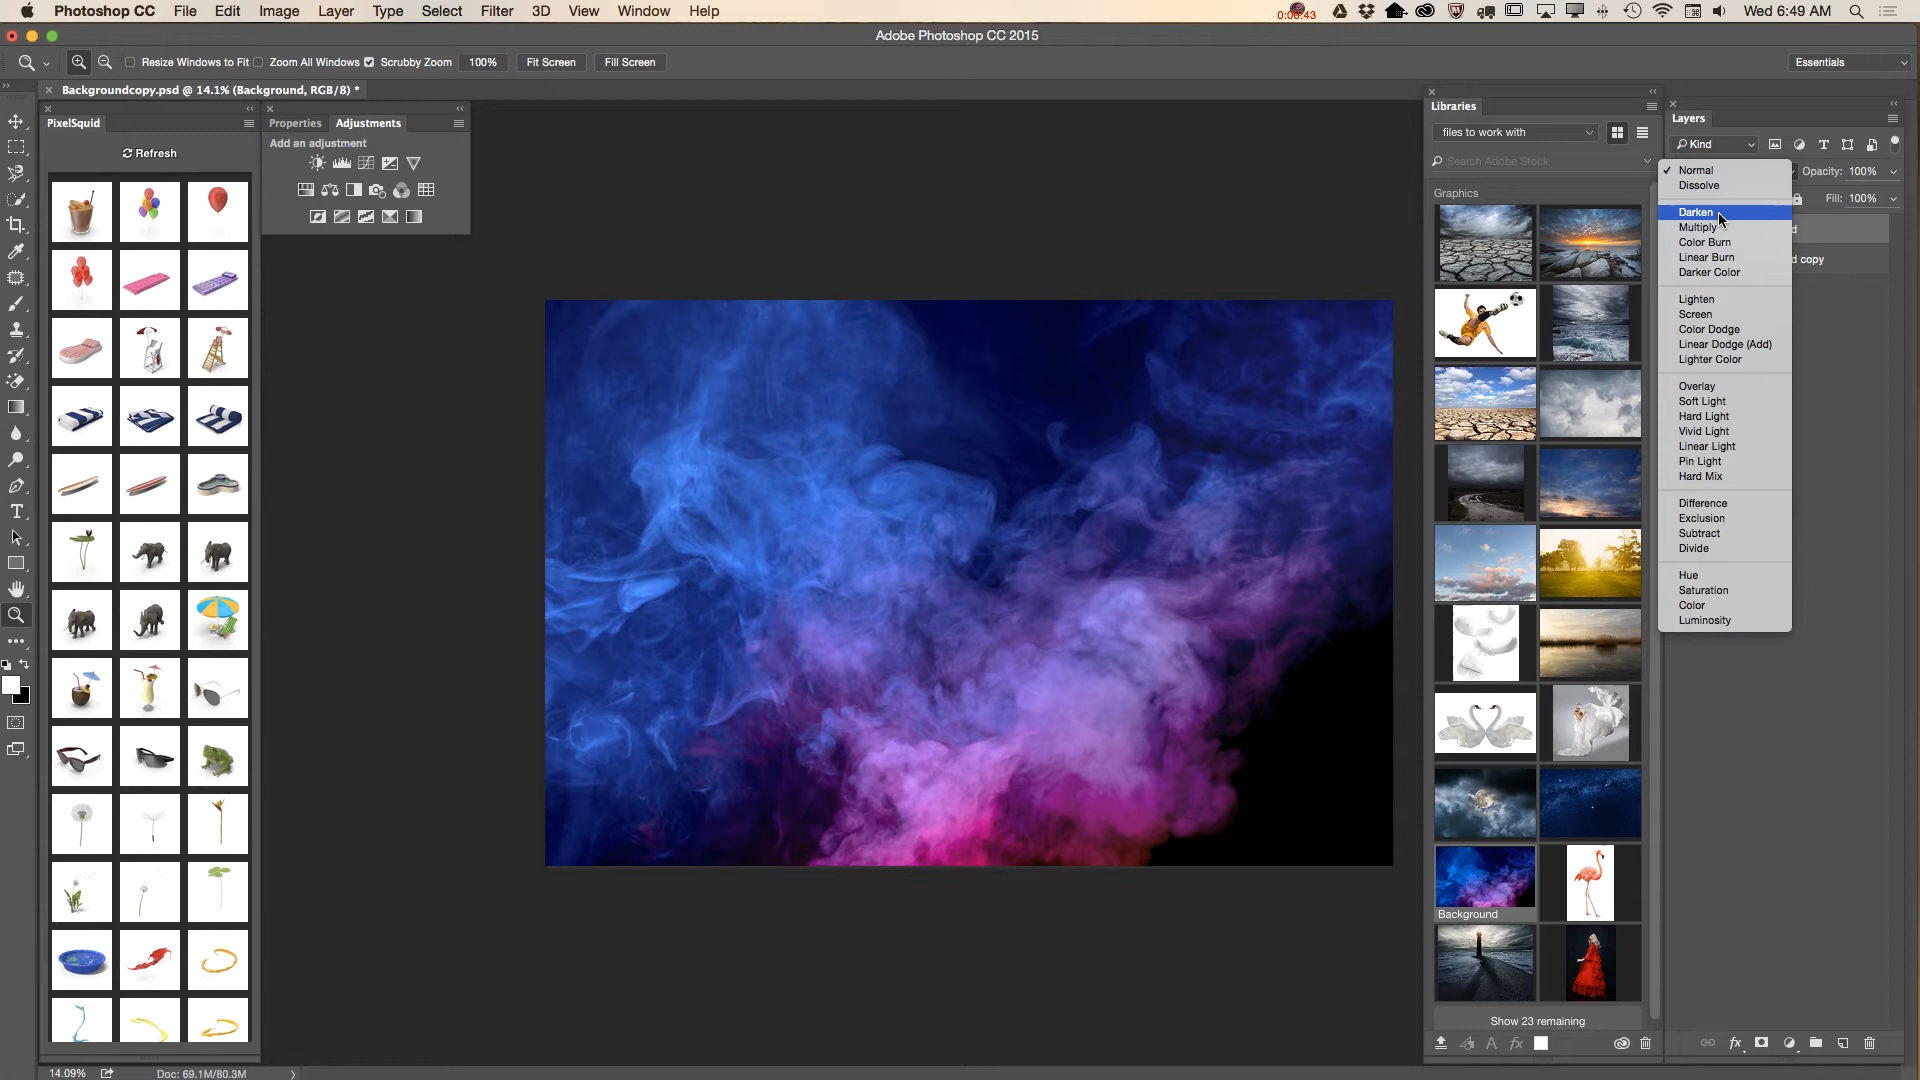 Photoshop CC File Edit Image Layer Type Select Filter 3D View Window Help
0:00:43
Wed 6:49 AM
Adobe Photoshop CC 2015
Resize Windows to Fit Zoom All Windows Scrubby Zoom 100% Fit Screen Fill Screen
Essentials
Backgroundcopy.psd @ 14.1% (Background, RGB/8) *
PixelSquid
Refresh
Properties Adjustments
Add an adjustment
Libraries
files to work with
Search Adobe Stock
Graphics
Background
Show 23 remaining
Layers
Kind
Opacity: 100%
Fill: 100%
d
d copy
Normal
Dissolve
Darken
Multiply
Color Burn
Linear Burn
Darker Color
Lighten
Screen
Color Dodge
Linear Dodge (Add)
Lighter Color
Overlay
Soft Light
Hard Light
Vivid Light
Linear Light
Pin Light
Hard Mix
Difference
Exclusion
Subtract
Divide
Hue
Saturation
Color
Luminosity
14.09%
Doc: 69.1M/80.3M